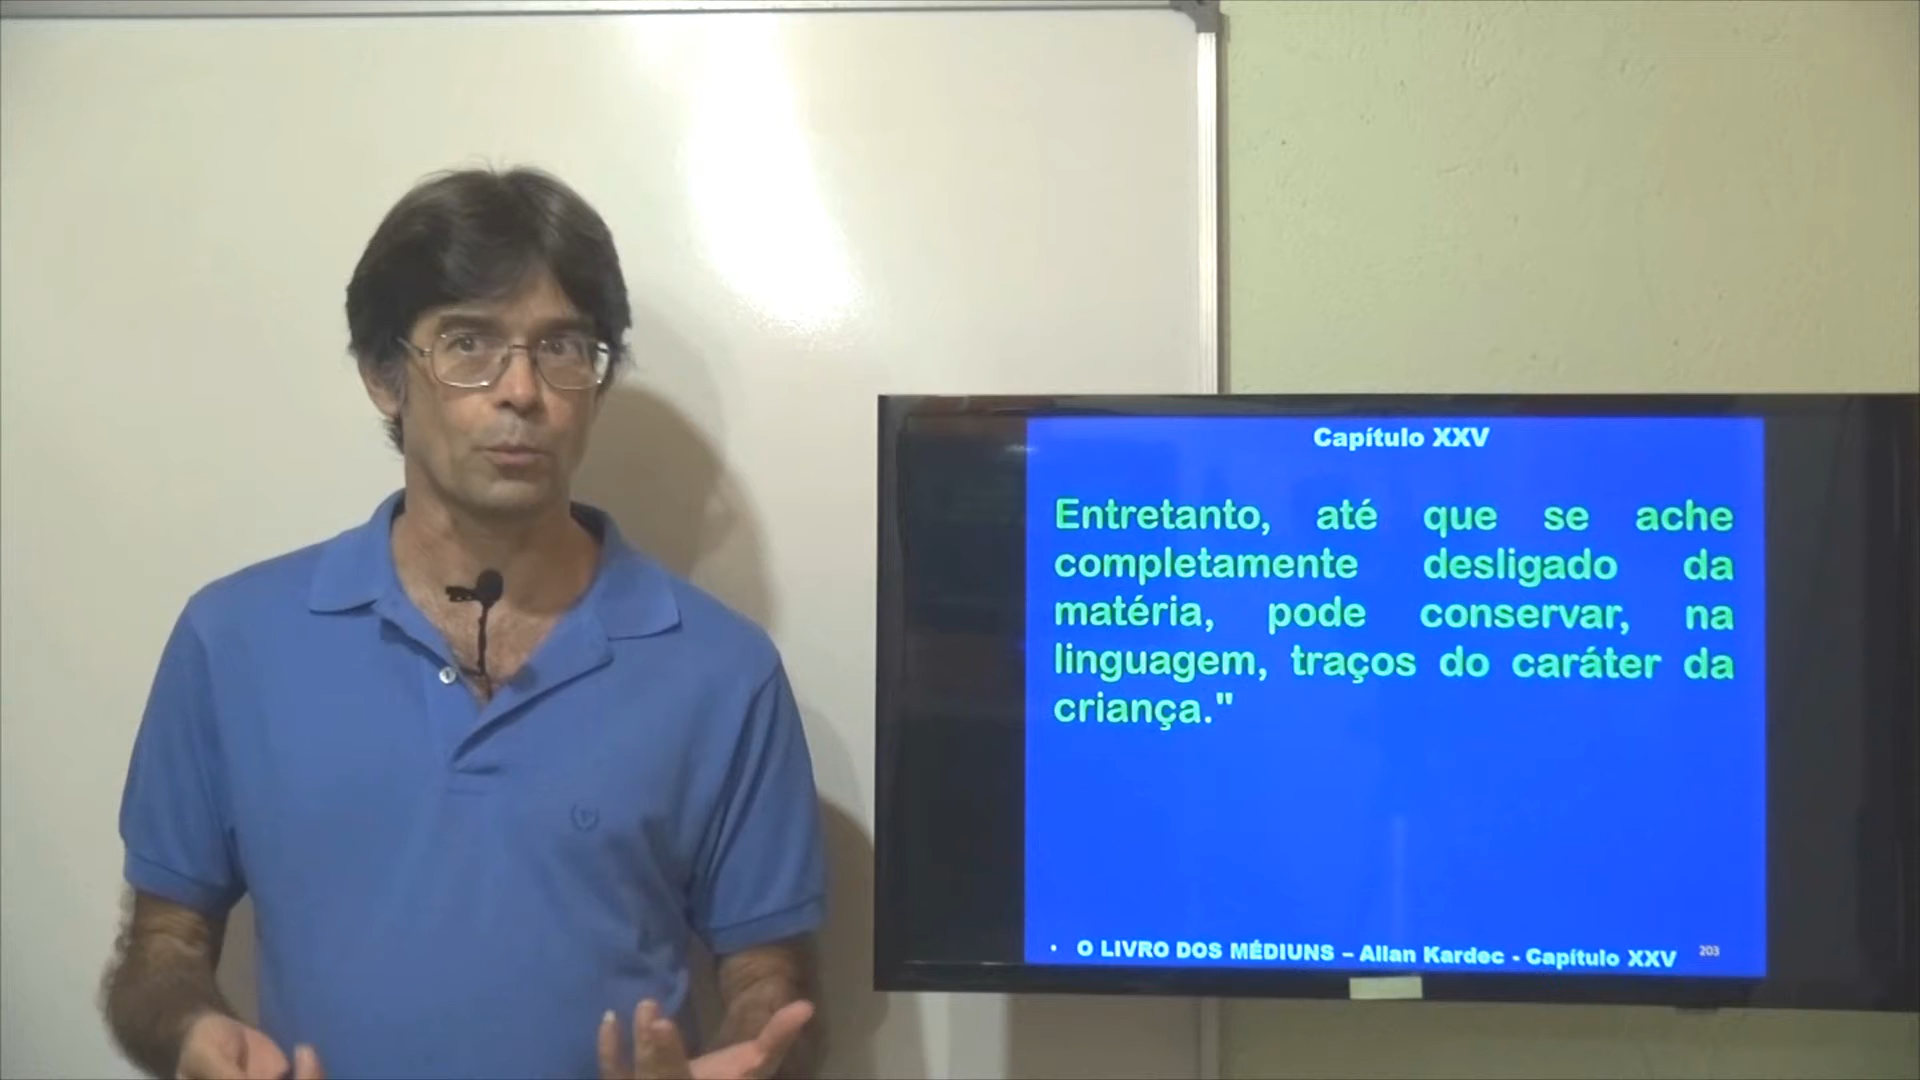 Capítulo XXV
Entretanto, até que se ache
completamente desligado da
matéria, pode conservar, na
linguagem, traços do caráter da
criança."
• O LIVRO DOS MÉDIUNS – Allan Kardec - Capítulo XXV
203